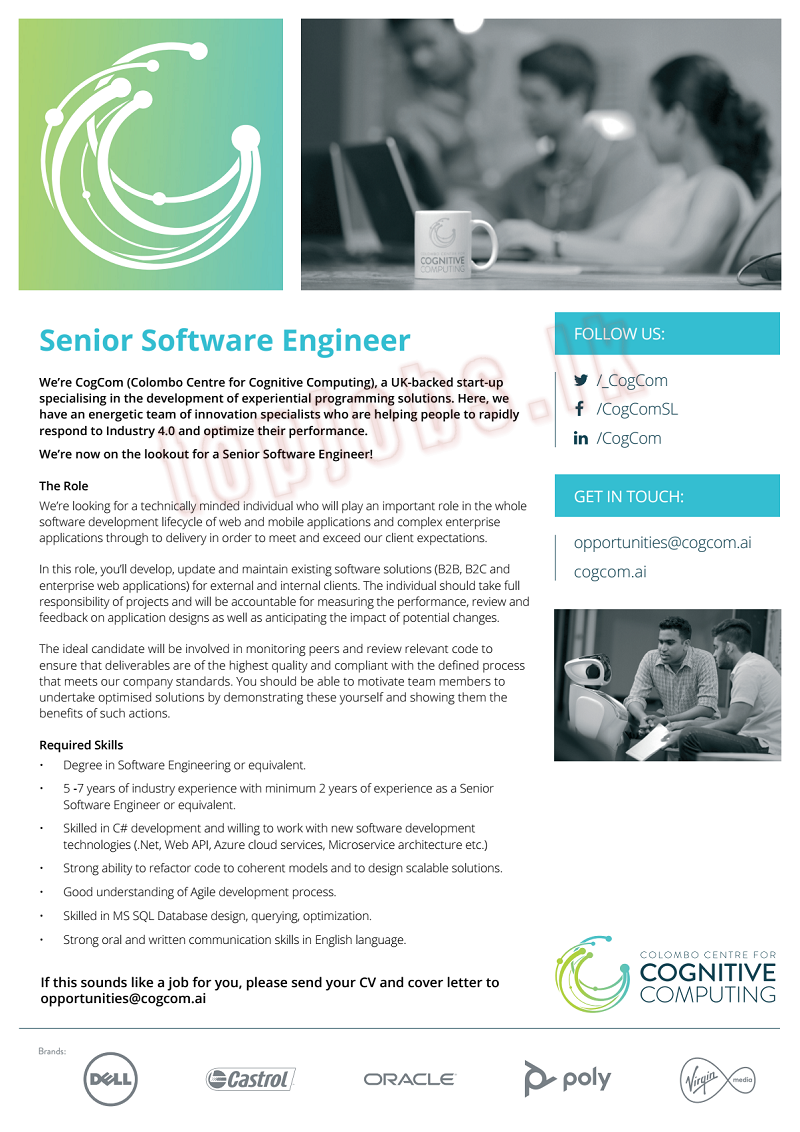 COLOMBO CENTRE FOR
COGNITIVE
COMPUTING
Senior Software Engineer
We're CogCom (Colombo Centre for Cognitive Computing), a UK-backed start-up
specialising in the development of experiential programming solutions. Here, we
have an energetic team of innovation specialists who are helping people to rapidly
respond to Industry 4.0 and optimize their performance.
We're now on the lookout for a Senior Software Engineer!
The Role
We're looking for a technically minded individual who will play an important role in the whole
software development lifecycle of web and mobile applications and complex enterprise
applications through to delivery in order to meet and exceed our client expectations.
In this role, you'll develop, update and maintain existing software solutions (B2B, B2C and
enterprise web applications) for external and internal clients. The individual should take full
responsibility of projects and will be accountable for measuring the performance, review and
feedback on application designs as well as anticipating the impact of potential changes.
The ideal candidate will be involved in monitoring peers and review relevant code to
ensure that deliverables are of the highest quality and compliant with the defined process
that meets our company standards. You should be able to motivate team members to
undertake optimised solutions by demonstrating these yourself and showing them the
benefits of such actions.
Required Skills
• Degree in Software Engineering or equivalent.
• 5 -7 years of industry experience with minimum 2 years of experience as a Senior
Software Engineer or equivalent.
• Skilled in C# development and willing to work with new software development
technologies (.Net, Web API, Azure cloud services, Microservice architecture etc.)
• Strong ability to refactor code to coherent models and to design scalable solutions.
• Good understanding of Agile development process.
• Skilled in MS SQL Database design, querying, optimization.
• Strong oral and written communication skills in English language.
If this sounds like a job for you, please send your CV and cover letter to
opportunities@cogcom.ai
FOLLOW US:
/_CogCom
/CogComSL
/CogCom
GET IN TOUCH:
opportunities@cogcom.ai
cogcom.ai
COLOMBO CENTRE FOR
COGNITIVE
COMPUTING
topjobs.lk
Brands:
DELL
Castrol
ORACLE
poly
Virgin media